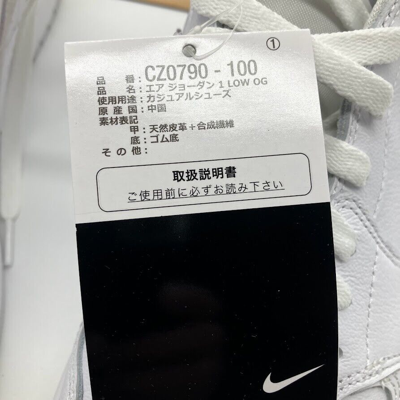 ①
品番：CZ0790 - 100
品名：エア ジョーダン 1 LOW OG
使用用途：カジュアルシューズ
原産国：中国
素材表記
甲：天然皮革＋合成繊維
底：ゴム底
その他：
取扱説明書
ご使用前に必ずお読み下さい